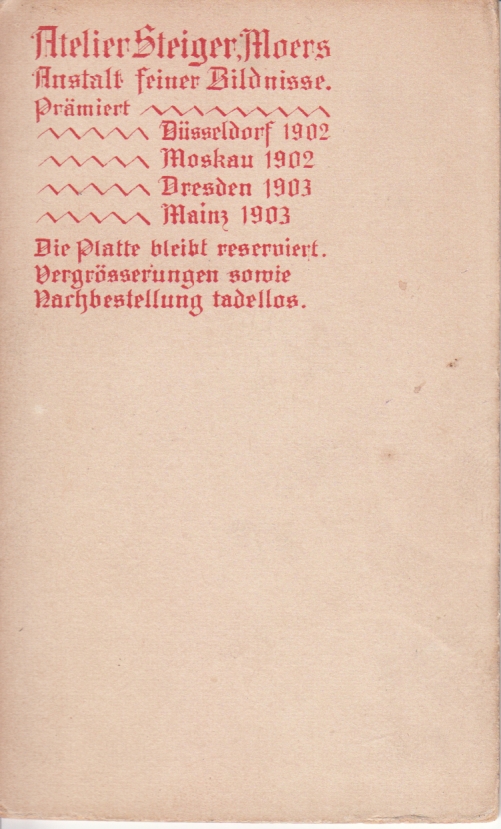 Atelier Steiger, Moers
Anstalt feiner Bildnisse.
Prämiert
Düsseldorf 1902
Moskau 1902
Dresden 1903
Mainz 1903
Die Platte bleibt reserviert.
Vergrösserungen sowie
Nachbestellung tadellos.